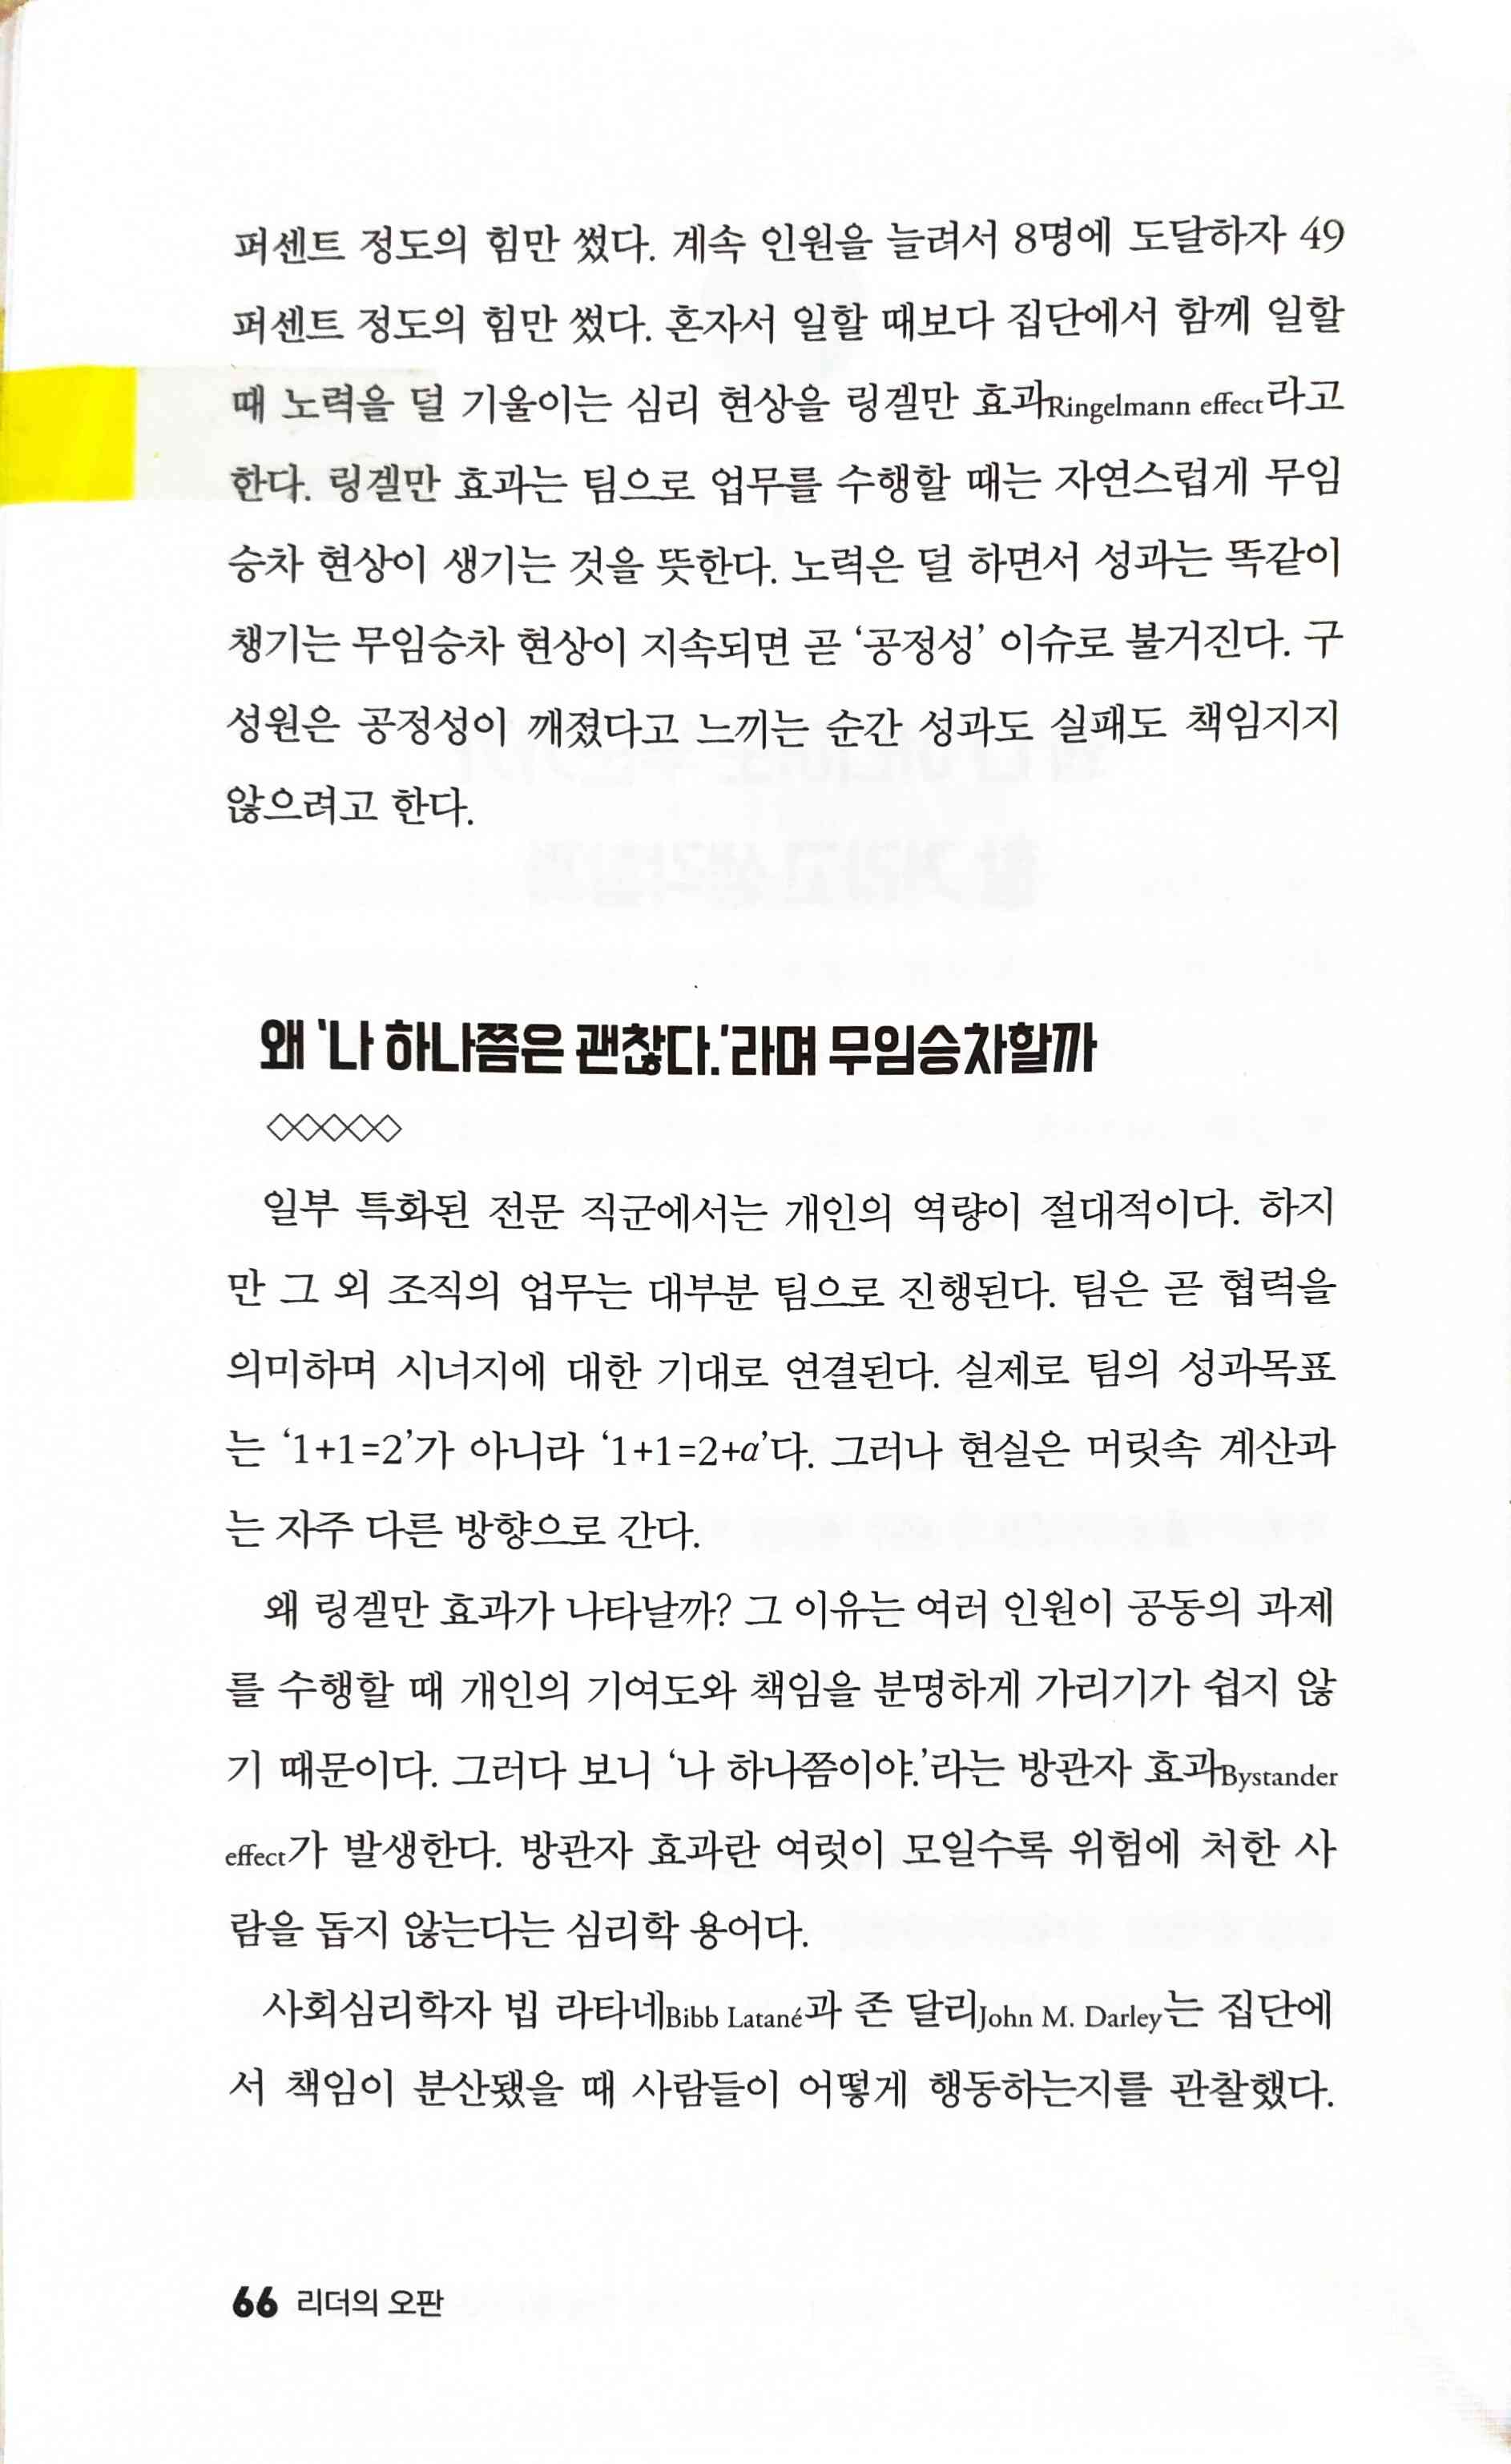 퍼센트 정도의 힘만 썼다. 계속 인원을 늘려서 8명에 도달하자 49
퍼센트 정도의 힘만 썼다. 혼자서 일할 때보다 집단에서 함께 일할
때 노력을 덜 기울이는 심리 현상을 링겔만 효과Ringelmann effect라고
한다. 링겔만 효과는 팀으로 업무를 수행할 때는 자연스럽게 무임
승차 현상이 생기는 것을 뜻한다. 노력은 덜 하면서 성과는 똑같이
챙기는 무임승차 현상이 지속되면 곧 ‘공정성’ 이슈로 불거진다. 구
성원은 공정성이 깨졌다고 느끼는 순간 성과도 실패도 책임지지
않으려고 한다.
왜 ‘나 하나쯤은 괜찮다.’라며 무임승차할까
일부 특화된 전문 직군에서는 개인의 역량이 절대적이다. 하지
만 그 외 조직의 업무는 대부분 팀으로 진행된다. 팀은 곧 협력을
의미하며 시너지에 대한 기대로 연결된다. 실제로 팀의 성과목표
는 ‘1+1=2’가 아니라 ‘1+1=2+α’다. 그러나 현실은 머릿속 계산과
는 자주 다른 방향으로 간다.
왜 링겔만 효과가 나타날까? 그 이유는 여러 인원이 공동의 과제
를 수행할 때 개인의 기여도와 책임을 분명하게 가리기가 쉽지 않
기 때문이다. 그러다 보니 ‘나 하나쯤이야.’라는 방관자 효과Bystander
effect가 발생한다. 방관자 효과란 여럿이 모일수록 위험에 처한 사
람을 돕지 않는다는 심리학 용어다.
사회심리학자 빕 라타네Bibb Latané과 존 달리John M. Darley는 집단에
서 책임이 분산됐을 때 사람들이 어떻게 행동하는지를 관찰했다.
66 리더의 오판